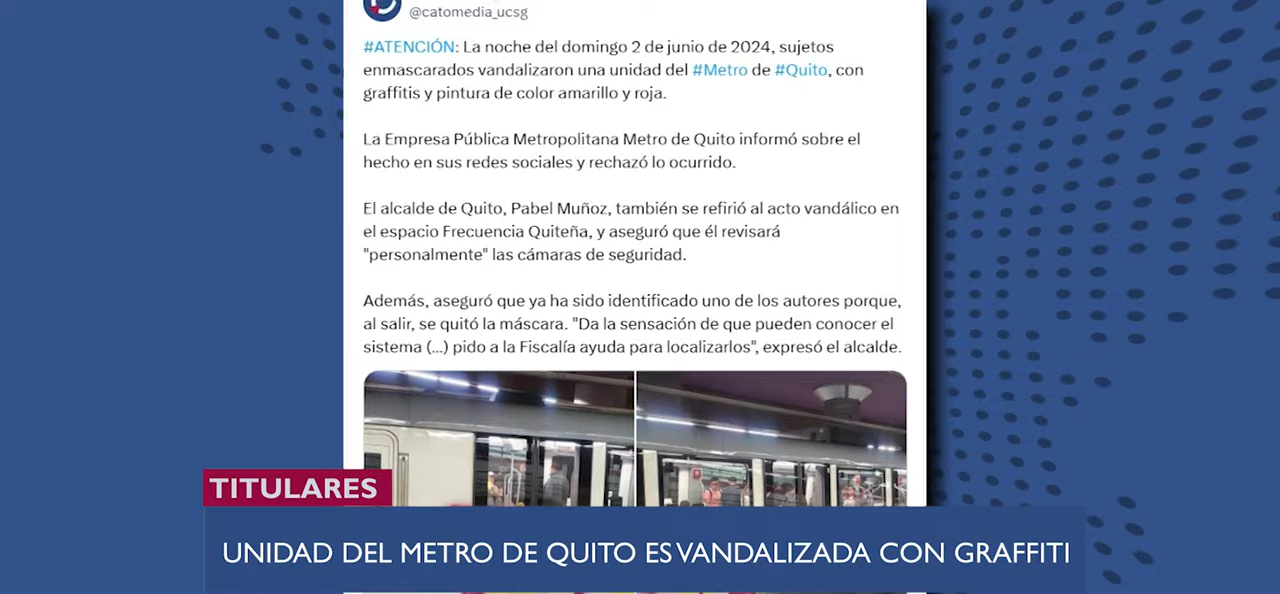 @catomedia_ucsg
#ATENCIÓN: La noche del domingo 2 de junio de 2024, sujetos
enmascarados vandalizaron una unidad del #Metro de #Quito, con
graffitis y pintura de color amarillo y roja.
La Empresa Pública Metropolitana Metro de Quito informó sobre el
hecho en sus redes sociales y rechazó lo ocurrido.
El alcalde de Quito, Pabel Muñoz, también se refirió al acto vandálico en
el espacio Frecuencia Quiteña, y aseguró que él revisará
"personalmente" las cámaras de seguridad.
Además, aseguró que ya ha sido identificado uno de los autores porque,
al salir, se quitó la máscara. "Da la sensación de que pueden conocer el
sistema (...) pido a la Fiscalía ayuda para localizarlos", expresó el alcalde.
TITULARES
UNIDAD DEL METRO DE QUITO ES VANDALIZADA CON GRAFFITI